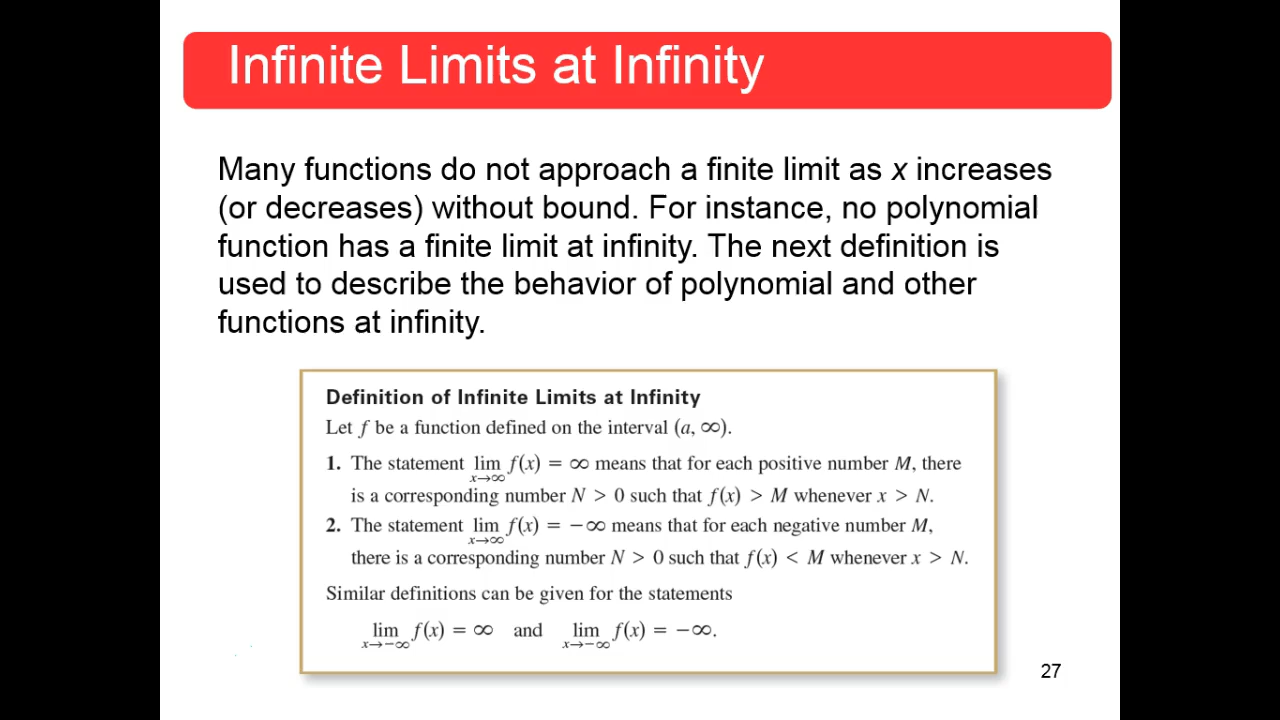 Infinite Limits at Infinity
Many functions do not approach a finite limit as x increases
(or decreases) without bound. For instance, no polynomial
function has a finite limit at infinity. The next definition is
used to describe the behavior of polynomial and other
functions at infinity.
Definition of Infinite Limits at Infinity
Let f be a function defined on the interval (a, ∞).
1. The statement lim f(x) = ∞ means that for each positive number M, there
x→∞
is a corresponding number N > 0 such that f(x) > M whenever x > N.
2. The statement lim f(x) = −∞ means that for each negative number M,
x→∞
there is a corresponding number N > 0 such that f(x) < M whenever x > N.
Similar definitions can be given for the statements
lim f(x) = ∞ and lim f(x) = −∞.
x→−∞ x→−∞
27